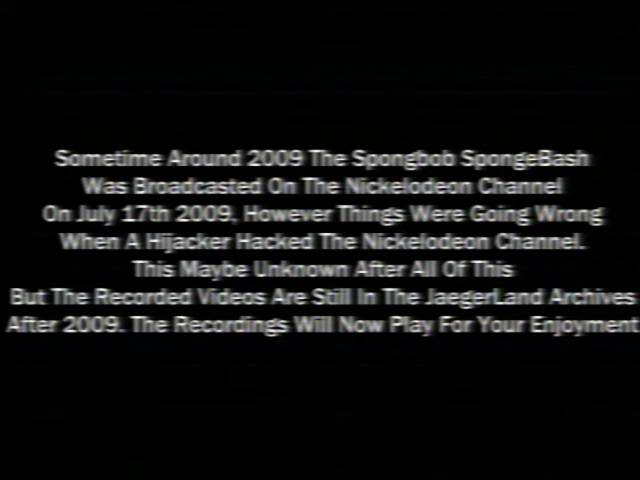 Sometime Around 2009 The Spongbob SpongeBash
Was Broadcasted On The Nickelodeon Channel
On July 17th 2009, However Things Were Going Wrong
When A Hijacker Hacked The Nickelodeon Channel.
This Maybe Unknown After All Of This
But The Recorded Videos Are Still In The JaegerLand Archives
After 2009. The Recordings Will Now Play For Your Enjoyment